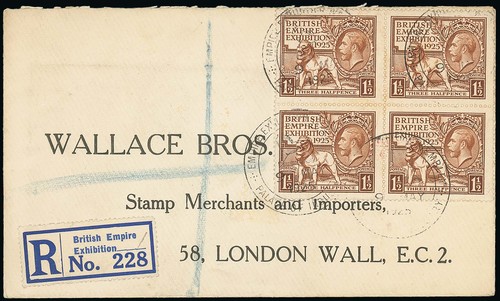 BRITISH EMPIRE EXHIBITION 1925
1½ THREE HALFPENCE 1½
BRITISH EMPIRE EXHIBITION 1925
1½ THREE HALFPENCE 1½
BRITISH EMPIRE EXHIBITION 1925
1½ THREE HALFPENCE 1½
BRITISH EMPIRE EXHIBITION 1925
1½ THREE HALFPENCE 1½
WALLACE BROS.
Stamp Merchants and Importers,
58, LONDON WALL, E.C. 2.
R
British Empire
Exhibition
No. 228